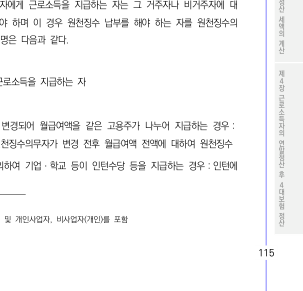 자에게 근로소득을 지급하는 자는 그 거주자나 비거주자에 대
야 하며 이 경우 원천징수 납부를 해야 하는 자를 원천징수의
명은 다음과 같다.
근로소득을 지급하는 자
변경되어 월급여액을 같은 고용주가 나누어 지급하는 경우 :
천징수의무자가 변경 전후 월급여액 전액에 대하여 원천징수
의하여 기업 · 학교 등이 인턴수당 등을 지급하는 경우 : 인턴에
및 개인사업자, 비사업자(개인)를 포함
세액의 계산
제4장 근로소득자의 연말정산 후 4대보험 정산
115